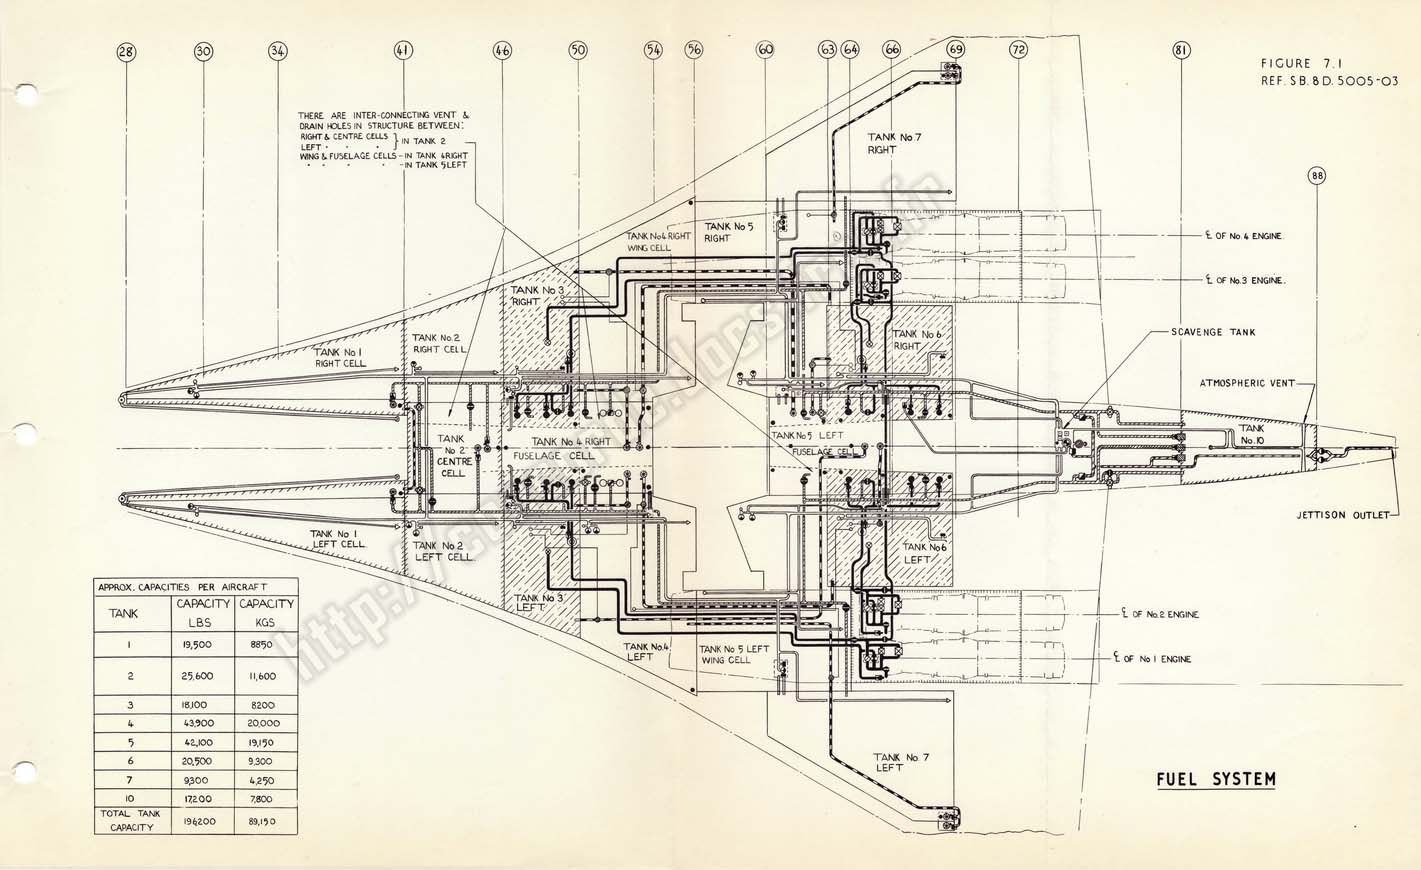 28 30 34 41 46 50 54 56 60 63 64 66 69 72 81
88
FIGURE 7.1
REF. SB. 8D. 5005-03
THERE ARE INTER-CONNECTING VENT &
DRAIN HOLES IN STRUCTURE BETWEEN:
RIGHT & CENTRE CELLS } IN TANK 2
LEFT " " "
WING & FUSELAGE CELLS - IN TANK 4 RIGHT
" " " " - IN TANK 5 LEFT
TANK No 7
RIGHT
TANK No 4 RIGHT
WING CELL
TANK No 5
RIGHT
℄ OF No. 4 ENGINE.
℄ OF No. 3 ENGINE.
TANK No 3
RIGHT
TANK No 1
RIGHT CELL
TANK No. 2
RIGHT CELL
TANK No 6
RIGHT
SCAVENGE TANK
ATMOSPHERIC VENT
TANK
No 2
CENTRE
CELL
TANK No 4 RIGHT
FUSELAGE CELL
TANK No 5 LEFT
FUSELAGE CELL
TANK
No. 10
JETTISON OUTLET
TANK No 1
LEFT CELL
TANK No 2
LEFT CELL
TANK No 6
LEFT
TANK No 3
LEFT
TANK No. 4
LEFT
TANK No 5 LEFT
WING CELL
℄ OF No. 2 ENGINE
℄ OF No 1 ENGINE
TANK No. 7
LEFT
APPROX. CAPACITIES PER AIRCRAFT
TANK CAPACITY LBS CAPACITY KGS
1 19,500 8850
2 25,600 11,600
3 18,100 8200
4 43,900 20,000
5 42,100 19,150
6 20,500 9,300
7 9,300 4,250
10 17,200 7,800
TOTAL TANK CAPACITY 196200 89,150
FUEL SYSTEM